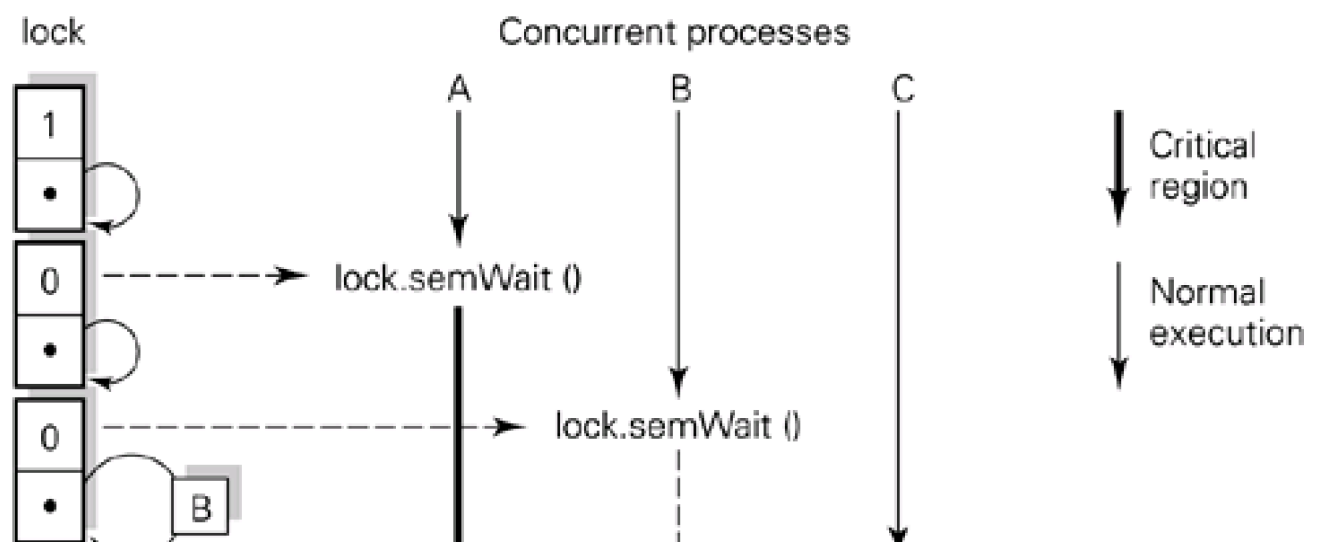 lock
Concurrent processes
A
B
C
1
Critical
region
0
lock.semWait ()
Normal
execution
0
lock.semWait ()
B